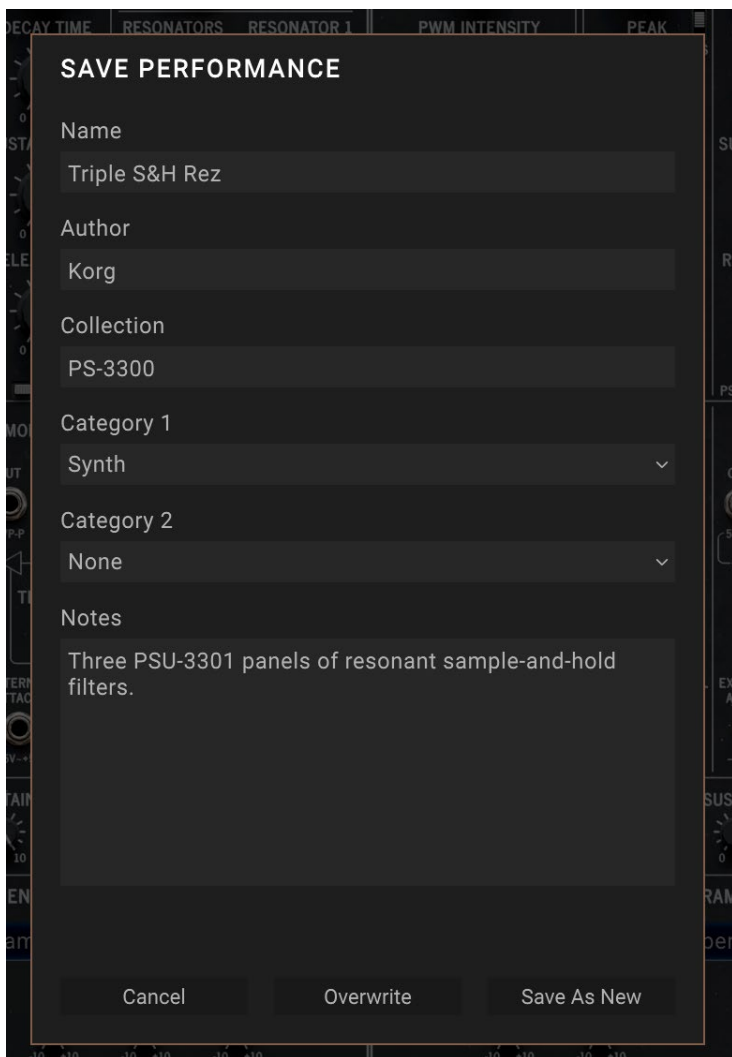 DECAY TIME RESONATORS RESONATOR 1 PWM INTENSITY PEAK
SAVE PERFORMANCE
Name
Triple S&H Rez
Author
Korg
Collection
PS-3300
Category 1
Synth
Category 2
None
Notes
Three PSU-3301 panels of resonant sample-and-hold
filters.
Cancel Overwrite Save As New